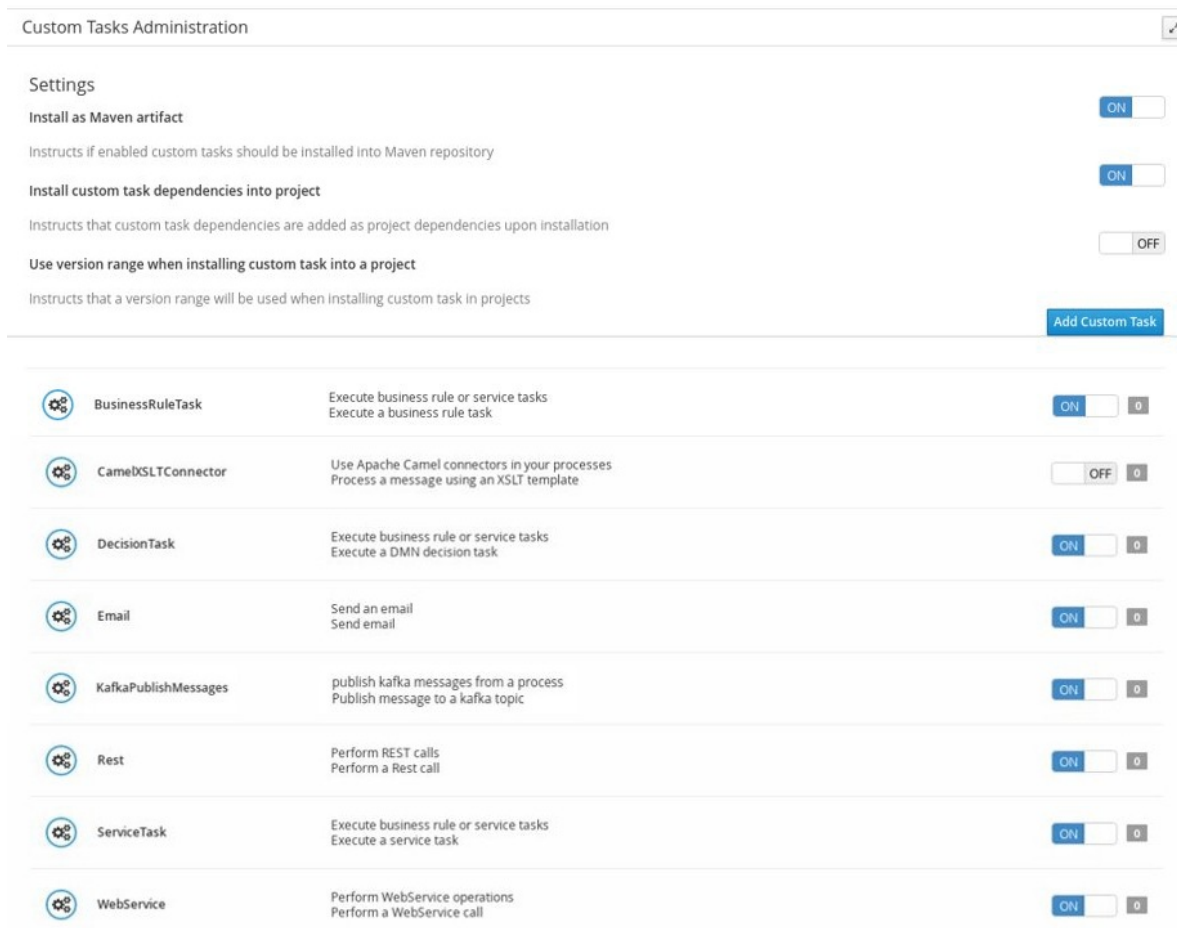 Custom Tasks Administration
Settings
Install as Maven artifact
ON
Instructs if enabled custom tasks should be installed into Maven repository
Install custom task dependencies into project
ON
Instructs that custom task dependencies are added as project dependencies upon installation
Use version range when installing custom task into a project
OFF
Instructs that a version range will be used when installing custom task in projects
Add Custom Task
BusinessRuleTask
Execute business rule or service tasks
Execute a business rule task
ON 0
CamelXSLTConnector
Use Apache Camel connectors in your processes
Process a message using an XSLT template
OFF 0
DecisionTask
Execute business rule or service tasks
Execute a DMN decision task
ON 0
Email
Send an email
Send email
ON 0
KafkaPublishMessages
publish kafka messages from a process
Publish message to a kafka topic
ON 0
Rest
Perform REST calls
Perform a Rest call
ON 0
ServiceTask
Execute business rule or service tasks
Execute a service task
ON 0
WebService
Perform WebService operations
Perform a WebService call
ON 0